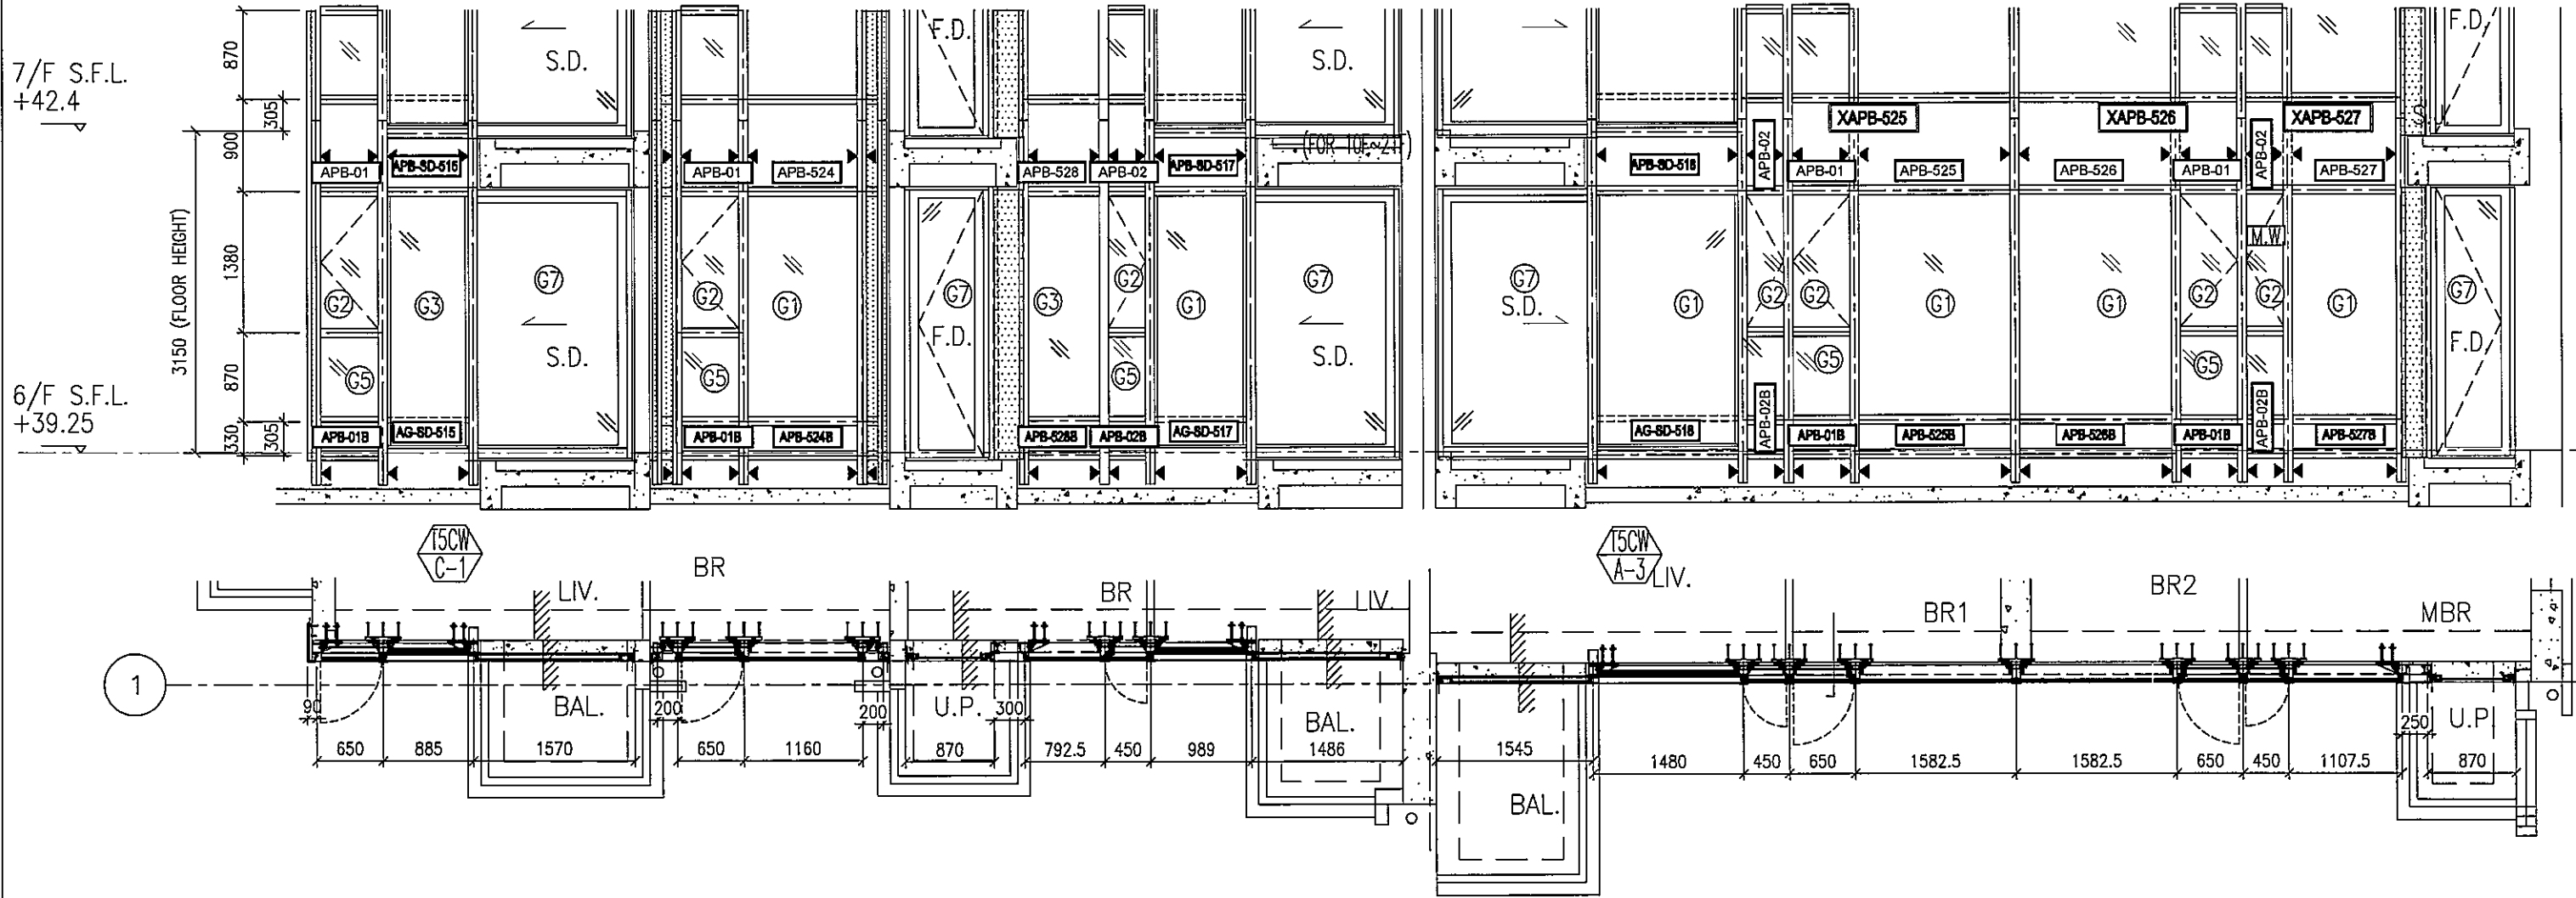 870
S.D.
F.D.
S.D.
F.D.
7/F S.F.L.
+42.4
305
900
(FOR 10F~21F)
XAPB-525
XAPB-526
XAPB-527
APB-01
APB-SD-515
APB-01
APB-524
APB-528
APB-02
APB-SD-517
APB-SD-518
APB-02
APB-01
APB-525
APB-526
APB-01
APB-02
APB-527
3150 (FLOOR HEIGHT)
1380
M.W
G2
G3
G7
G2
G1
G7
G3
G2
G1
G7
G7
G1
G2
G2
G1
G1
G2
G2
G1
G7
S.D.
F.D.
S.D.
S.D.
F.D.
870
G5
G5
G5
G5
G5
6/F S.F.L.
+39.25
330
305
APB-01B
AG-SD-515
APB-01B
APB-524B
APB-528B
APB-02B
AG-SD-517
AG-SD-518
APB-02B
APB-01B
APB-525B
APB-526B
APB-01B
APB-02B
APB-527B
T5CW
C-1
T5CW
A-3
LIV.
BR
BR
LIV.
LIV.
BR1
BR2
MBR
1
90
BAL.
200
200
U.P.
300
BAL.
BAL.
250
U.P.
650
885
1570
650
1160
870
792.5
450
989
1486
1545
1480
450
650
1582.5
1582.5
650
450
1107.5
870